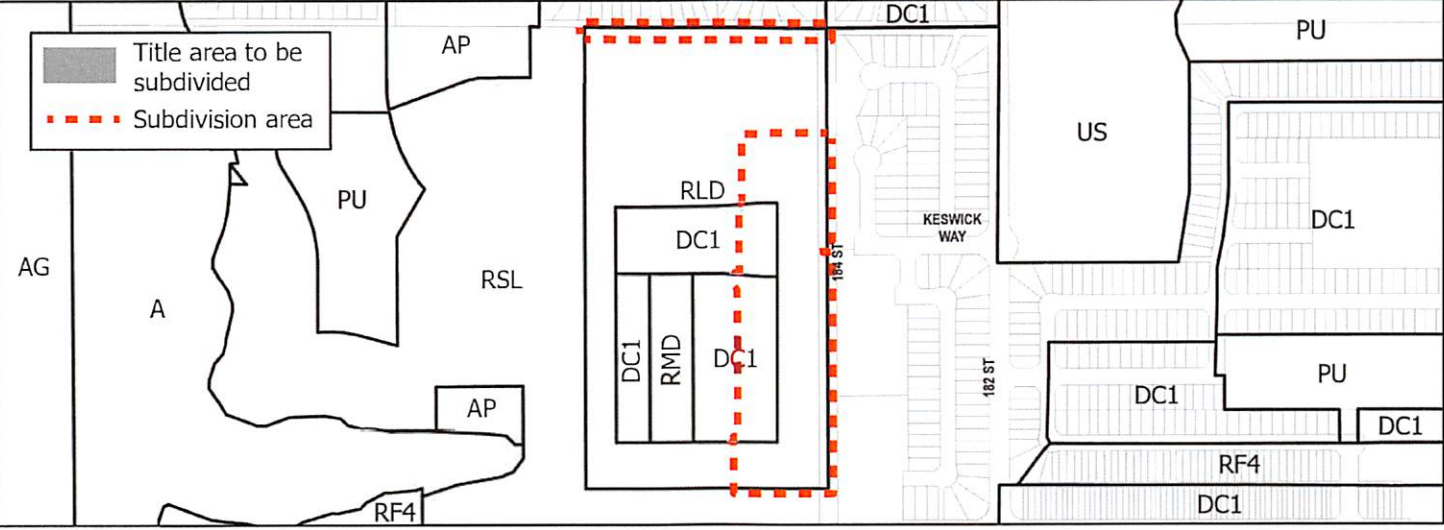 DC1
PU
AP
Title area to be
subdivided
Subdivision area
US
PU
RLD
DC1
KESWICK
WAY
DC1
184 ST
AG
RSL
A
DC1
RMD
DC1
182 ST
PU
DC1
AP
DC1
RF4
DC1
RF4